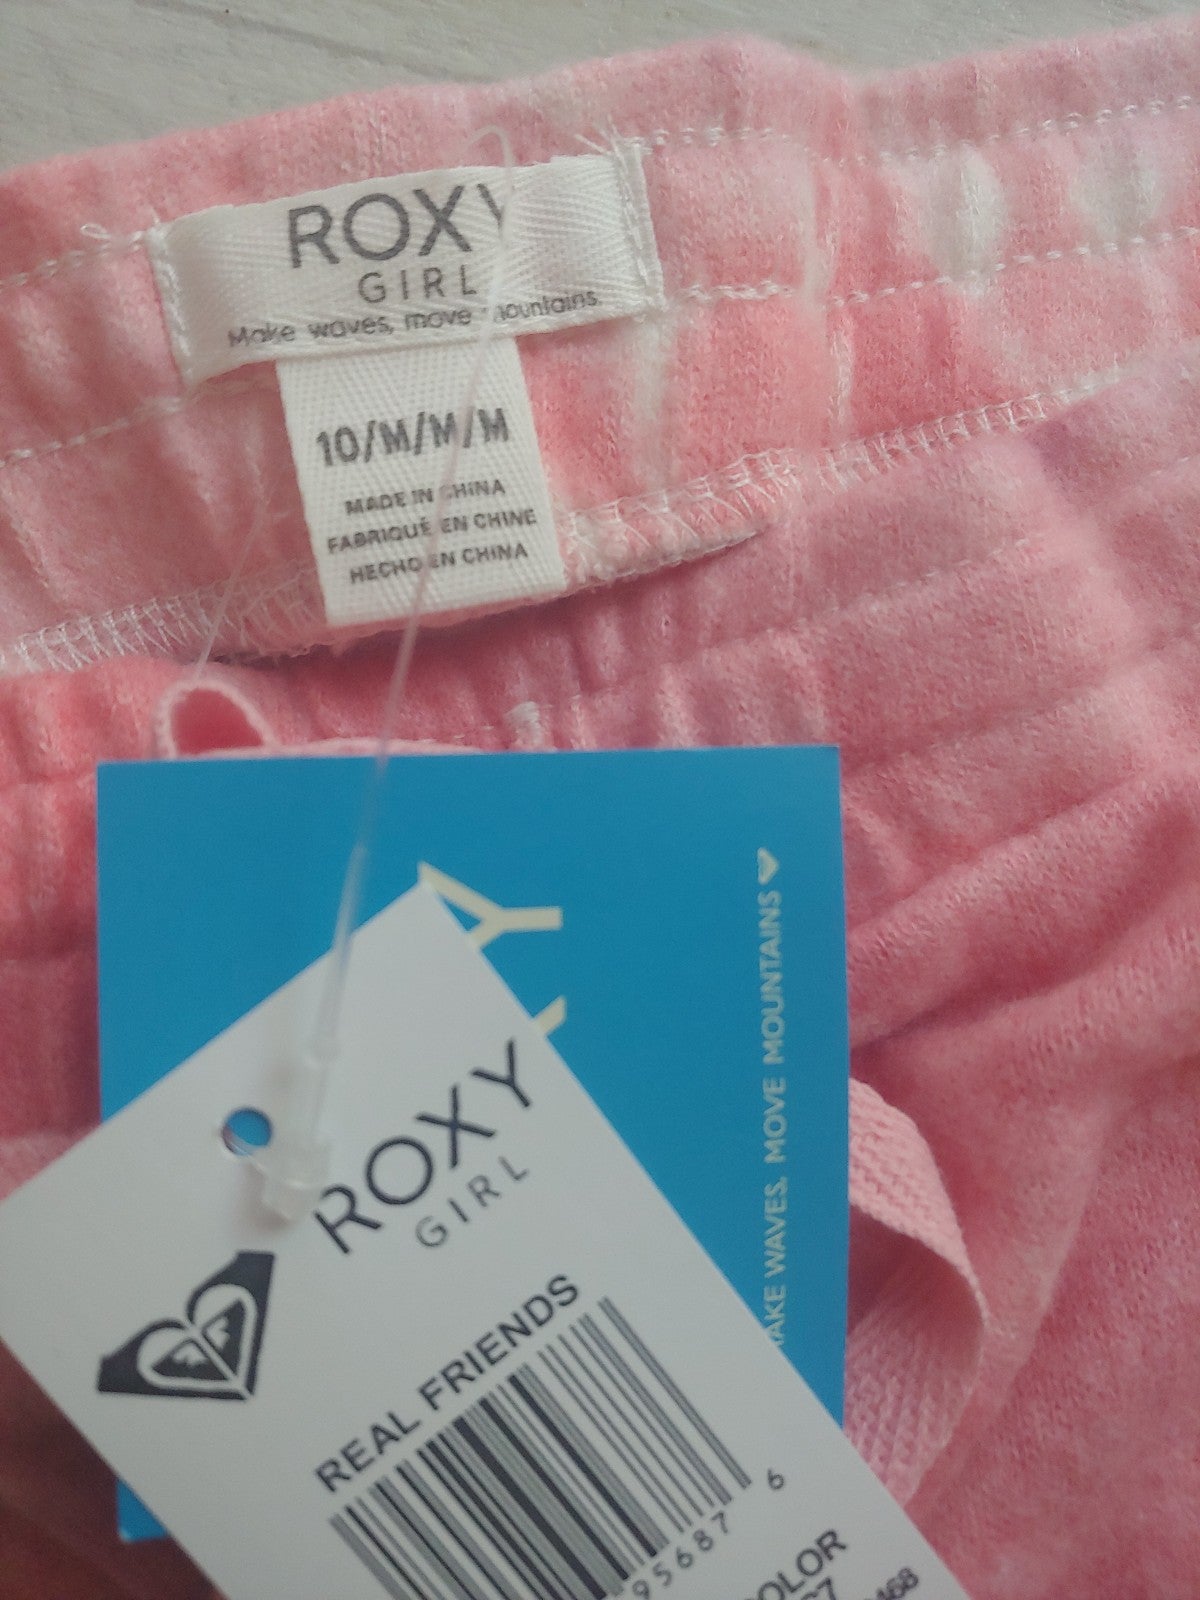 ROXY
GIRL
Make waves, move mountains.
10/M/M/M
MADE IN CHINA
FABRIQUÉ EN CHINE
HECHO EN CHINA
Y
MAKE WAVES, MOVE MOUNTAINS
ROXY
GIRL
REAL FRIENDS
95687 6